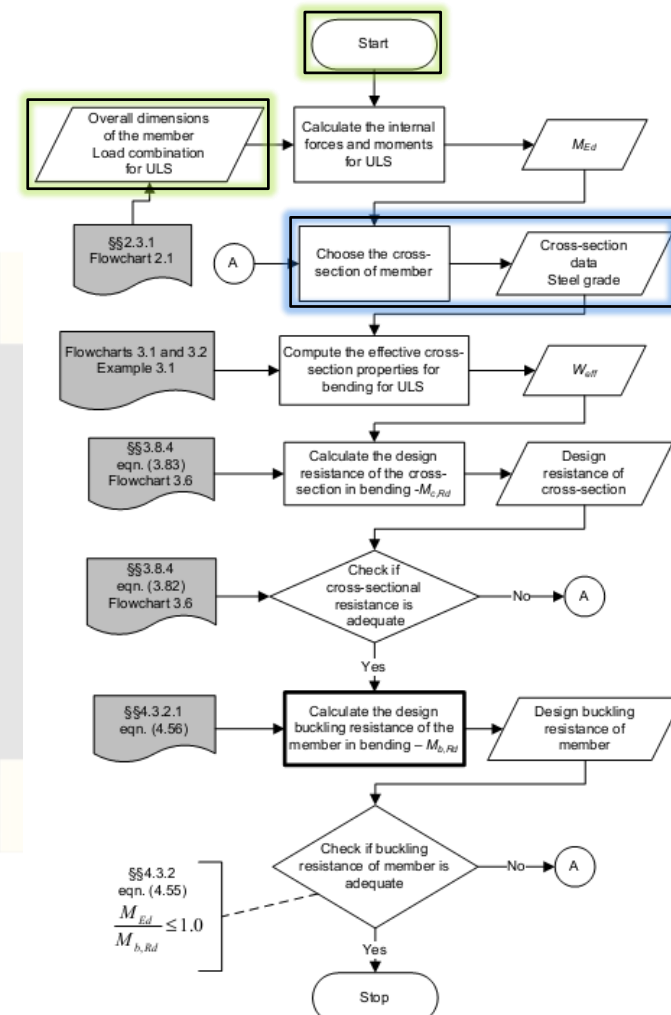 Start
Overall dimensions
of the member
Load combination
for ULS
Calculate the internal
forces and moments
for ULS
M_Ed
§§2.3.1
Flowchart 2.1
A
Choose the cross-
section of member
Cross-section
data
Steel grade
Flowcharts 3.1 and 3.2
Example 3.1
Compute the effective cross-
section properties for
bending for ULS
W_eff
§§3.8.4
eqn. (3.83)
Flowchart 3.6
Calculate the design
resistance of the cross-
section in bending -M_c,Rd
Design
resistance of
cross-section
§§3.8.4
eqn. (3.82)
Flowchart 3.6
Check if
cross-sectional
resistance is
adequate
No
A
Yes
§§4.3.2.1
eqn. (4.56)
Calculate the design
buckling resistance of the
member in bending – M_b,Rd
Design buckling
resistance of
member
§§4.3.2
eqn. (4.55)
M_Ed / M_b,Rd ≤ 1.0
Check if buckling
resistance of member is
adequate
No
A
Yes
Stop